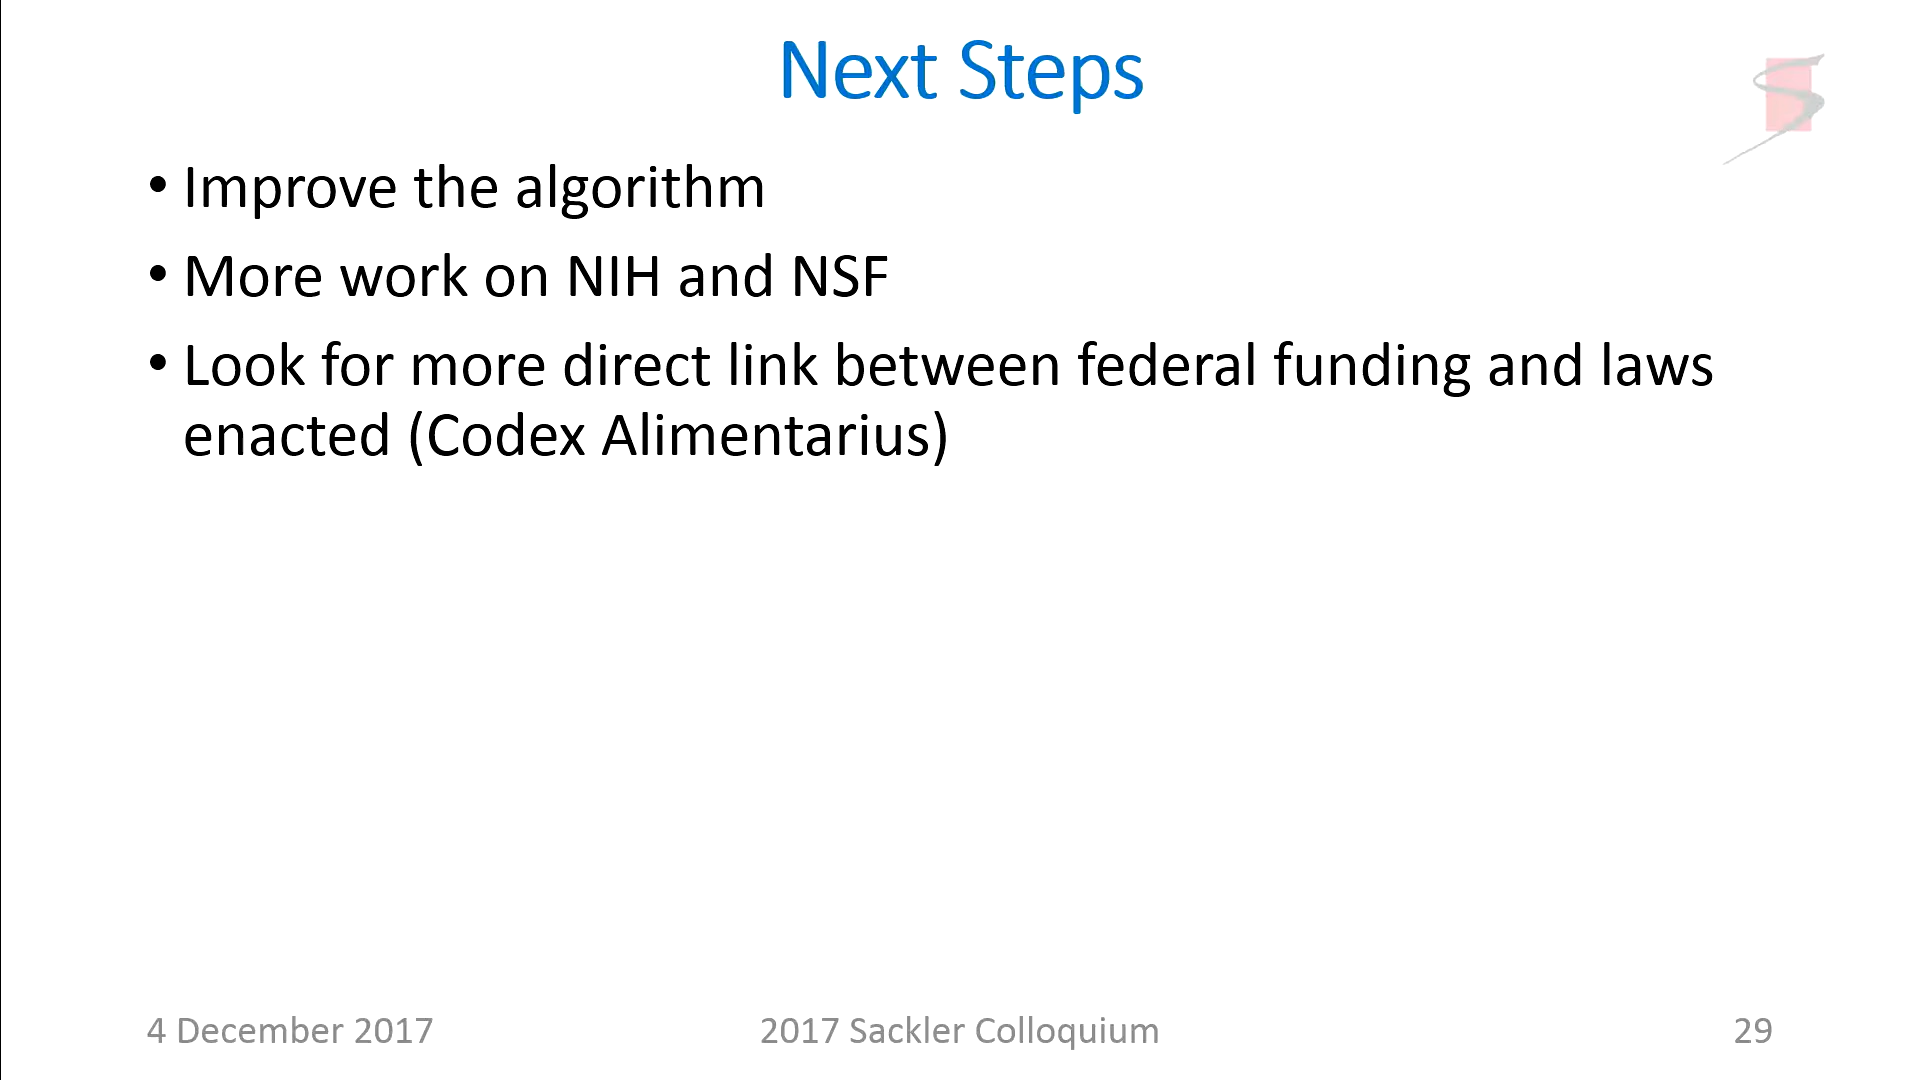 Next Steps
• Improve the algorithm
• More work on NIH and NSF
• Look for more direct link between federal funding and laws
enacted (Codex Alimentarius)
4 December 2017
2017 Sackler Colloquium
29